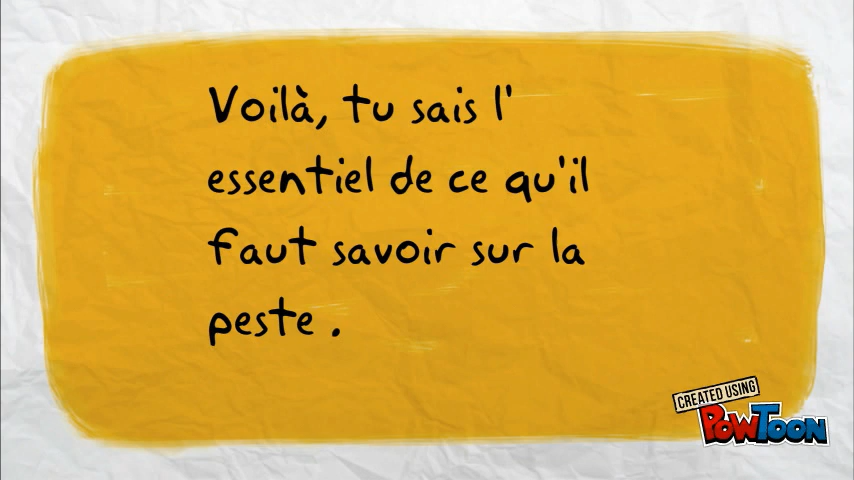 Voilà, tu sais l'
essentiel de ce qu'il
faut savoir sur la
peste .
CREATED USING
POWTOON